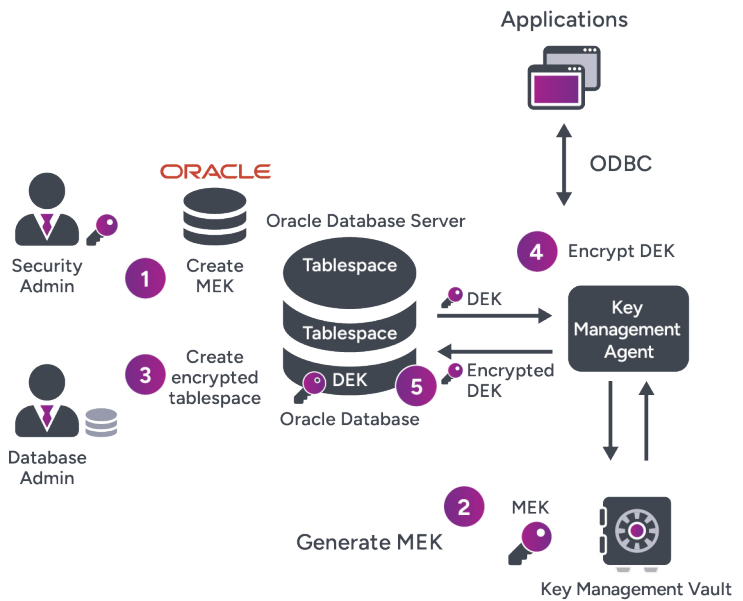 Applications
ODBC
ORACLE
Oracle Database Server
Security
Admin
1
Create
MEK
Tablespace
4
Encrypt DEK
DEK
Key
Management
Agent
Tablespace
3
Create
encrypted
tablespace
DEK
5
Encrypted
DEK
Oracle Database
Database
Admin
2
MEK
Generate MEK
Key Management Vault